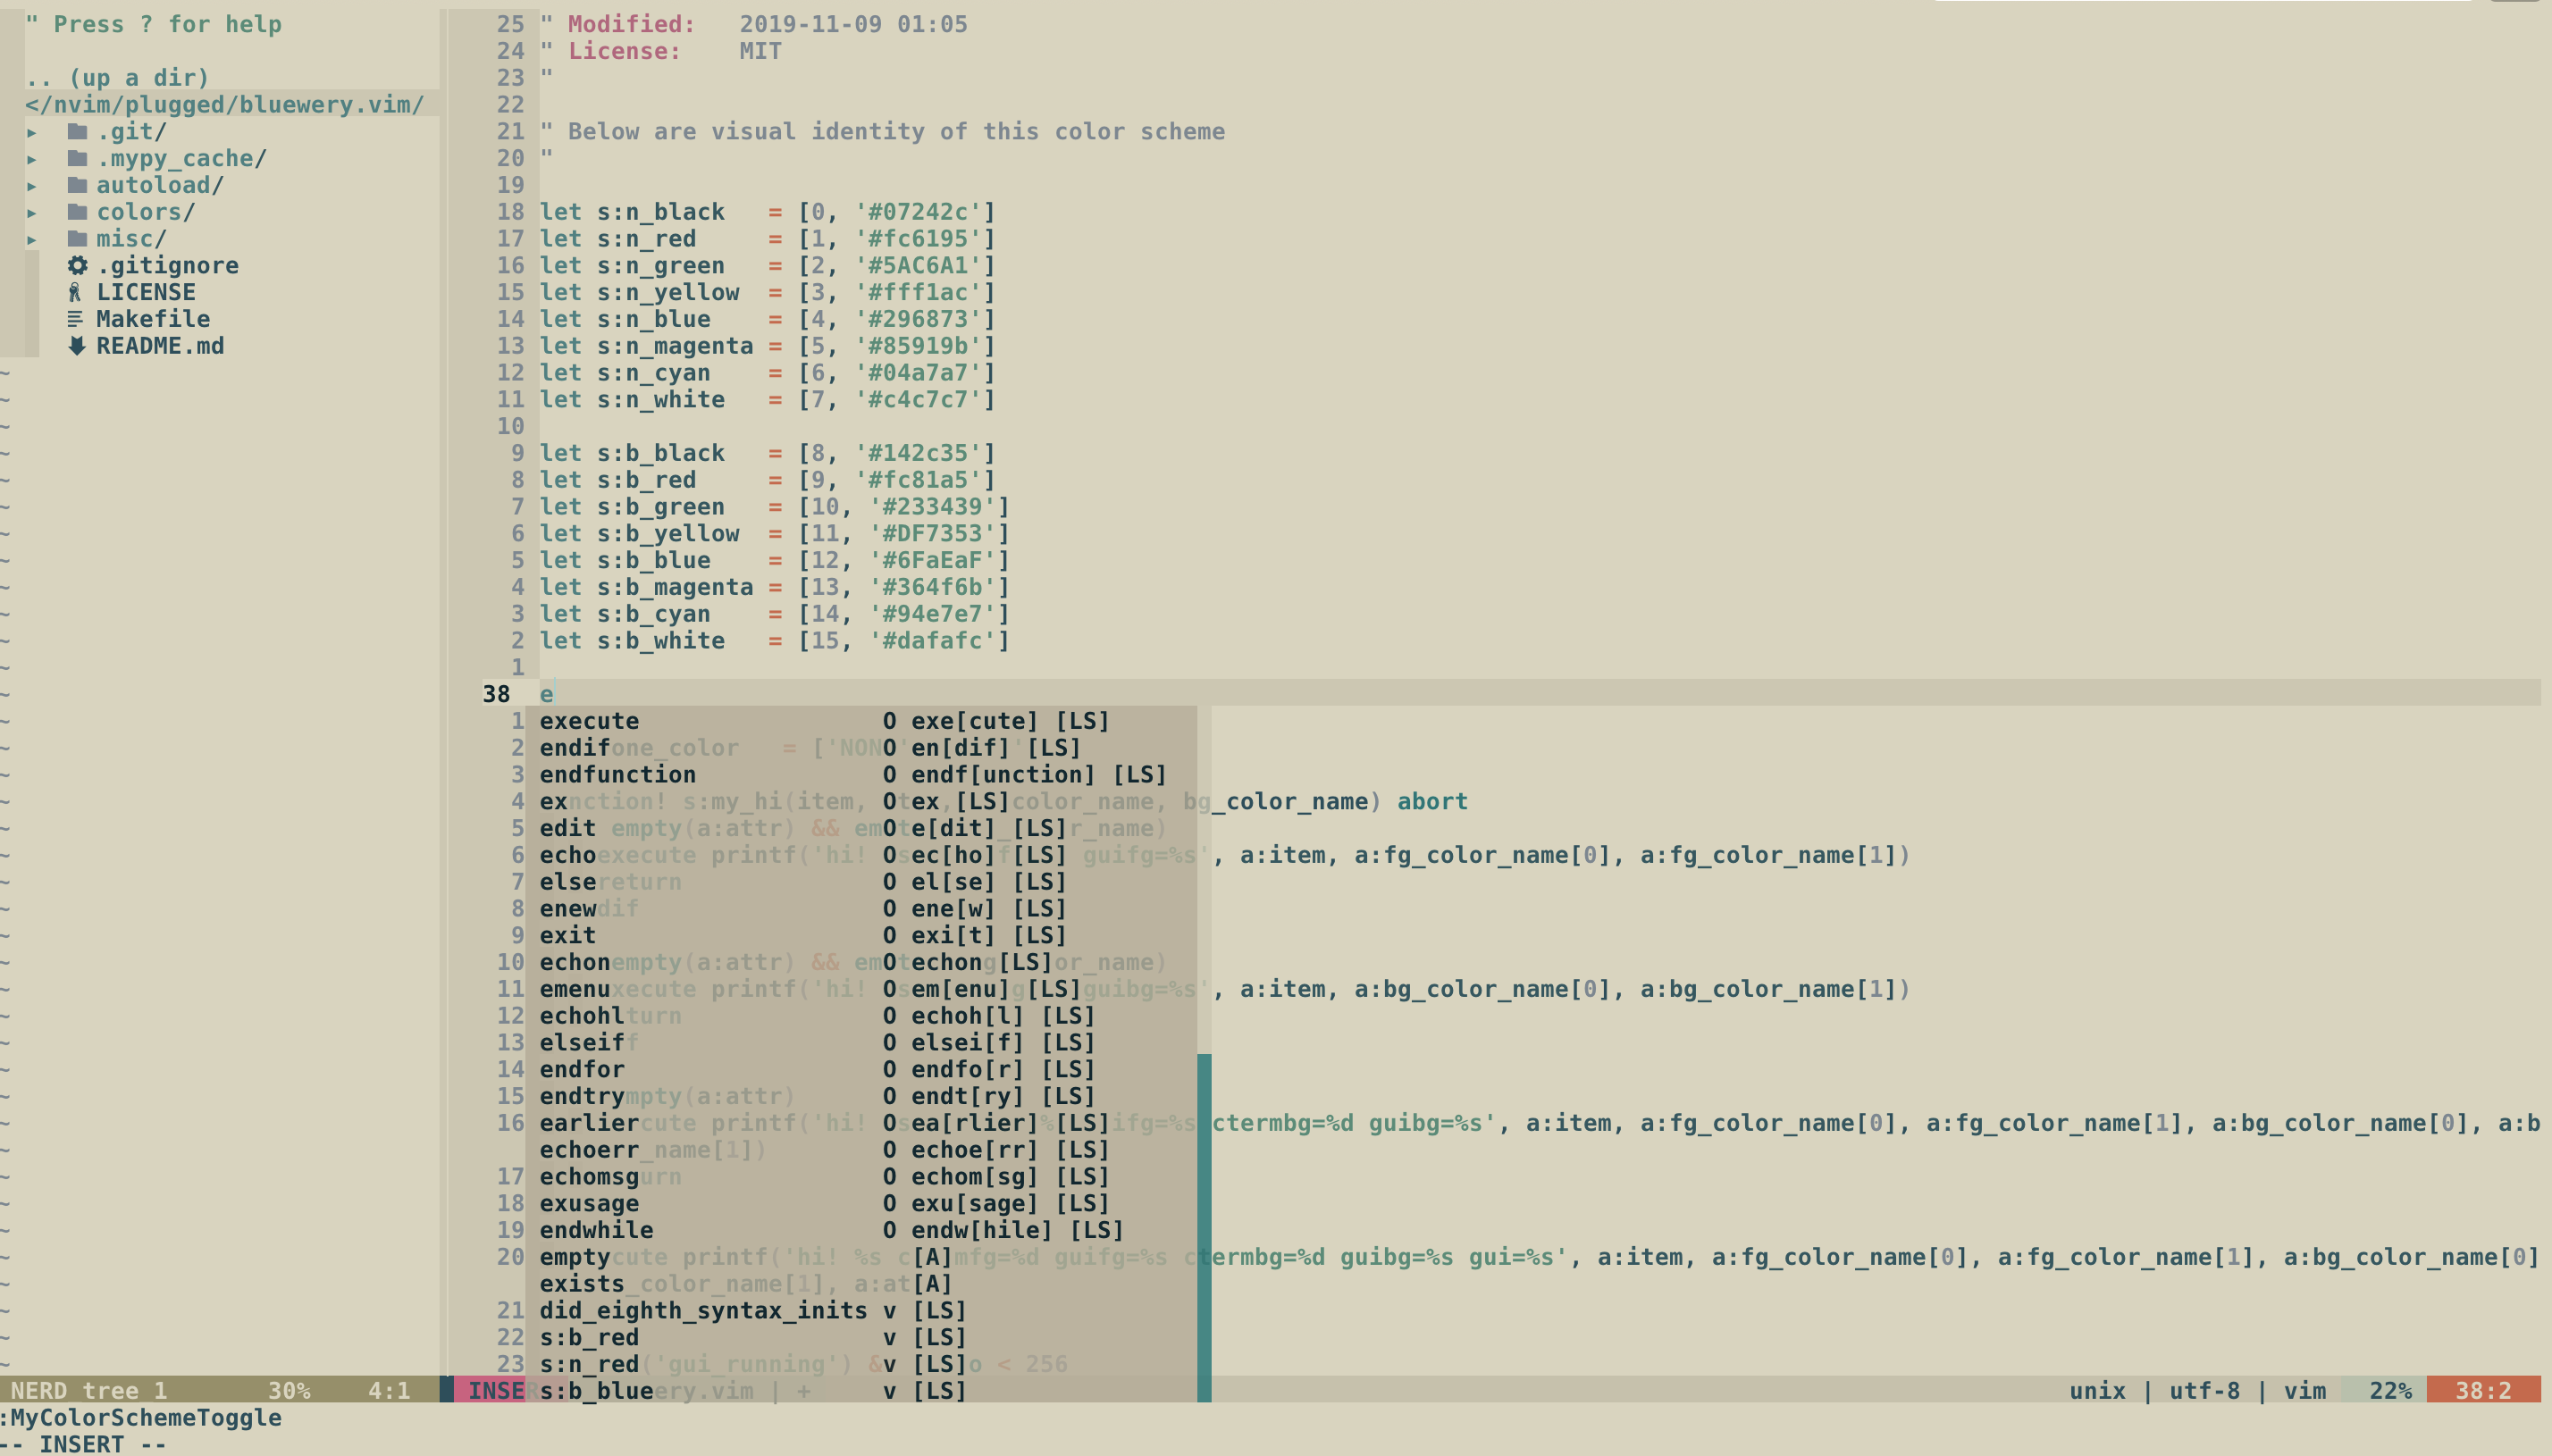 " Press ? for help
.. (up a dir)
</nvim/plugged/bluewery.vim/
▸ .git/
▸ .mypy_cache/
▸ autoload/
▸ colors/
▸ misc/
.gitignore
LICENSE
Makefile
README.md
NERD tree 1 30% 4:1
25 " Modified: 2019-11-09 01:05
24 " License: MIT
23 "
22
21 " Below are visual identity of this color scheme
20 "
19
18 let s:n_black = [0, '#07242c']
17 let s:n_red = [1, '#fc6195']
16 let s:n_green = [2, '#5AC6A1']
15 let s:n_yellow = [3, '#fff1ac']
14 let s:n_blue = [4, '#296873']
13 let s:n_magenta = [5, '#85919b']
12 let s:n_cyan = [6, '#04a7a7']
11 let s:n_white = [7, '#c4c7c7']
10
9 let s:b_black = [8, '#142c35']
8 let s:b_red = [9, '#fc81a5']
7 let s:b_green = [10, '#233439']
6 let s:b_yellow = [11, '#DF7353']
5 let s:b_blue = [12, '#6FaEaF']
4 let s:b_magenta = [13, '#364f6b']
3 let s:b_cyan = [14, '#94e7e7']
2 let s:b_white = [15, '#dafafc']
1
38 e
1 execute O exe[cute] [LS]
2 endif O en[dif] [LS]
3 endfunction O endf[unction] [LS]
4 ex O ex [LS] bg_color_name) abort
5 edit O e[dit] [LS]
6 echo O ec[ho] [LS] guifg=%s', a:item, a:fg_color_name[0], a:fg_color_name[1])
7 else O el[se] [LS]
8 enew O ene[w] [LS]
9 exit O exi[t] [LS]
10 echon O echon [LS]
11 emenu O em[enu] [LS] guibg=%s', a:item, a:bg_color_name[0], a:bg_color_name[1])
12 echohl O echoh[l] [LS]
13 elseif O elsei[f] [LS]
14 endfor O endfo[r] [LS]
15 endtry O endt[ry] [LS]
16 earlier O ea[rlier] [LS] ctermbg=%d guibg=%s', a:item, a:fg_color_name[0], a:fg_color_name[1], a:bg_color_name[0], a:b
echoerr O echoe[rr] [LS]
17 echomsg O echom[sg] [LS]
18 exusage O exu[sage] [LS]
19 endwhile O endw[hile] [LS]
20 empty [A] ctermbg=%d guibg=%s gui=%s', a:item, a:fg_color_name[0], a:fg_color_name[1], a:bg_color_name[0]
exists [A]
21 did_eighth_syntax_inits v [LS]
22 s:b_red v [LS]
23 s:n_red v [LS]
INSE s:b_blue v [LS] unix | utf-8 | vim 22% 38:2
:MyColorSchemeToggle
-- INSERT --